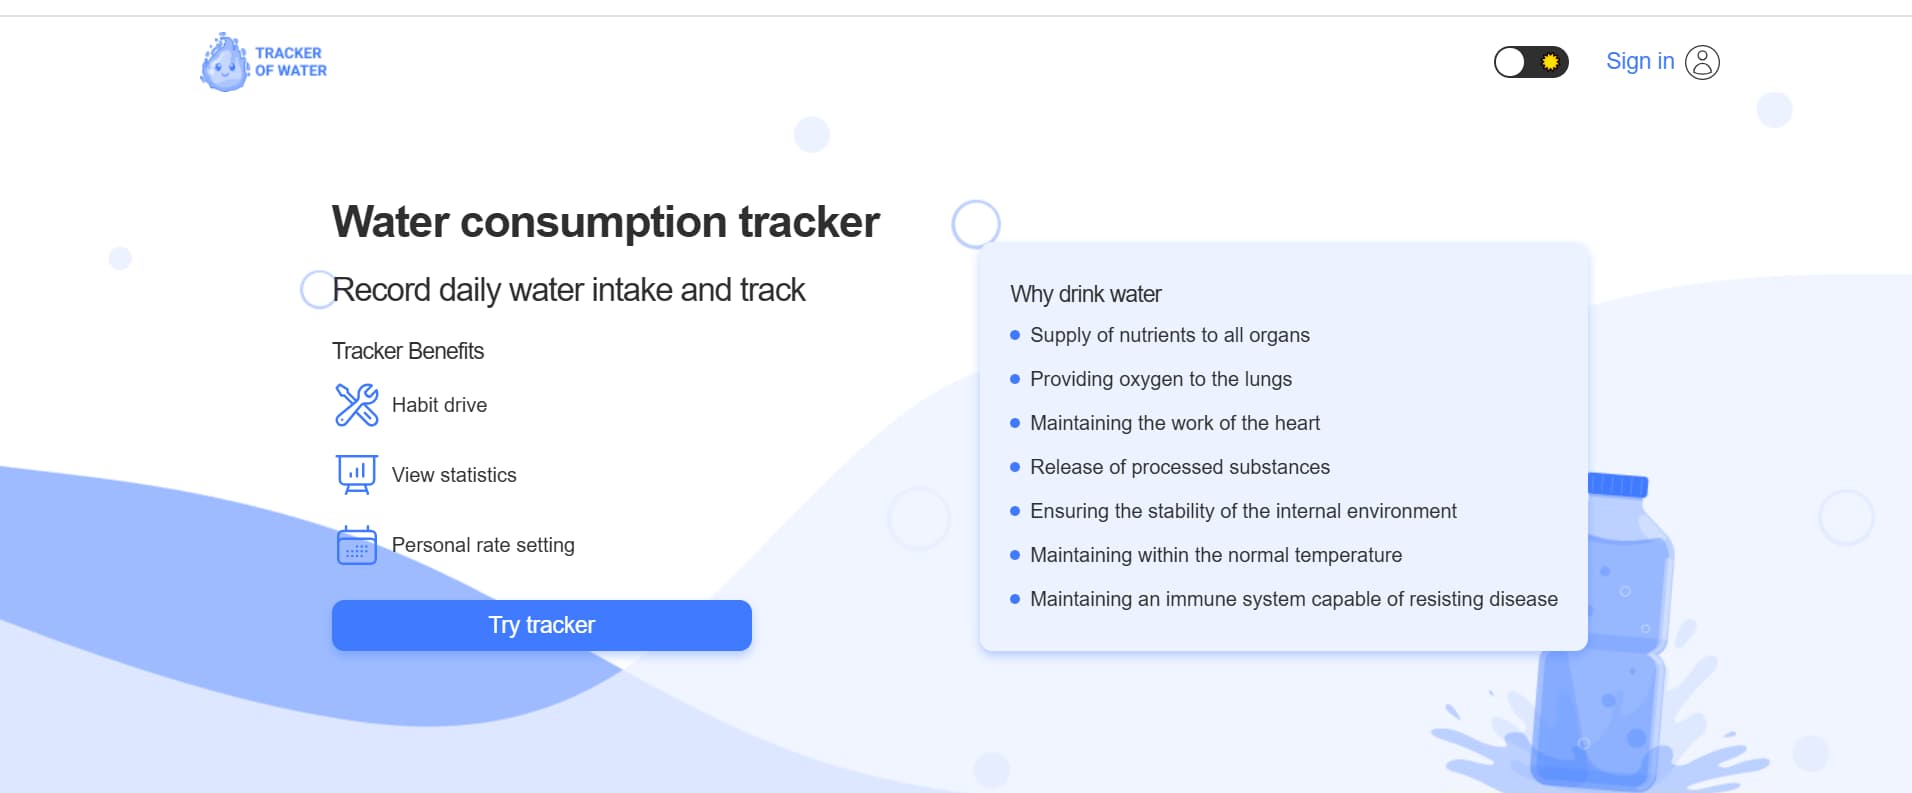 TRACKER
OF WATER
Sign in
Water consumption tracker
Record daily water intake and track
Tracker Benefits
Habit drive
View statistics
Personal rate setting
Try tracker
Why drink water
Supply of nutrients to all organs
Providing oxygen to the lungs
Maintaining the work of the heart
Release of processed substances
Ensuring the stability of the internal environment
Maintaining within the normal temperature
Maintaining an immune system capable of resisting disease